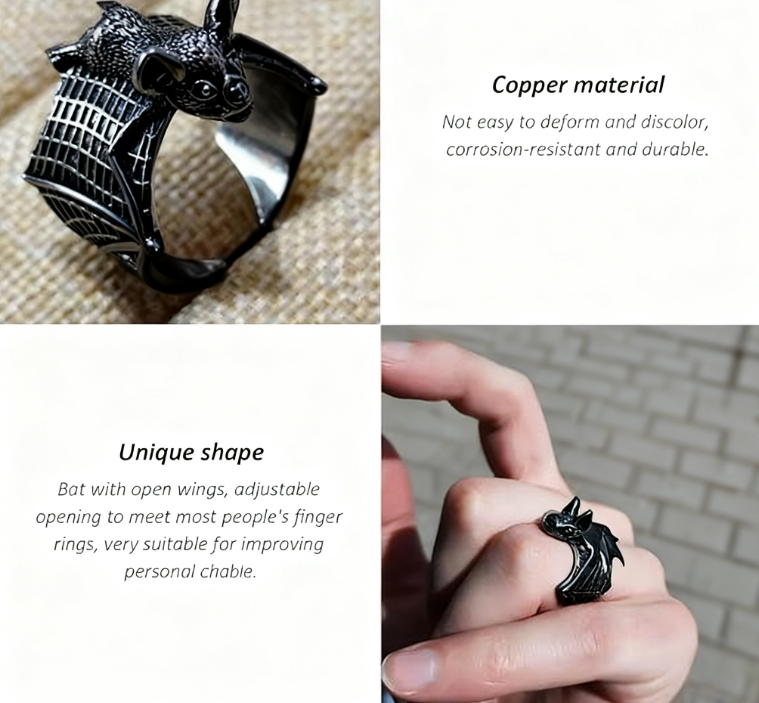 Copper material
Not easy to deform and discolor,
corrosion-resistant and durable.
Unique shape
Bat with open wings, adjustable
opening to meet most people's finger
rings, very suitable for improving
personal chable.